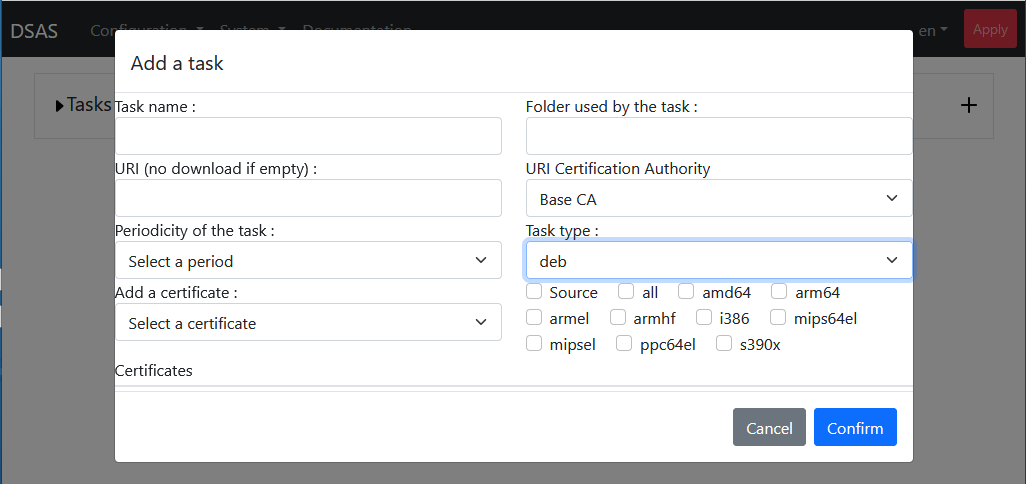 DSAS Configuration System Documentation en Apply
Add a task
Tasks
Task name :
Folder used by the task :
URI (no download if empty) :
URI Certification Authority
Base CA
Periodicity of the task :
Task type :
Select a period
deb
Add a certificate :
Source all amd64 arm64
Select a certificate
armel armhf i386 mips64el
mipsel ppc64el s390x
Certificates
Cancel Confirm